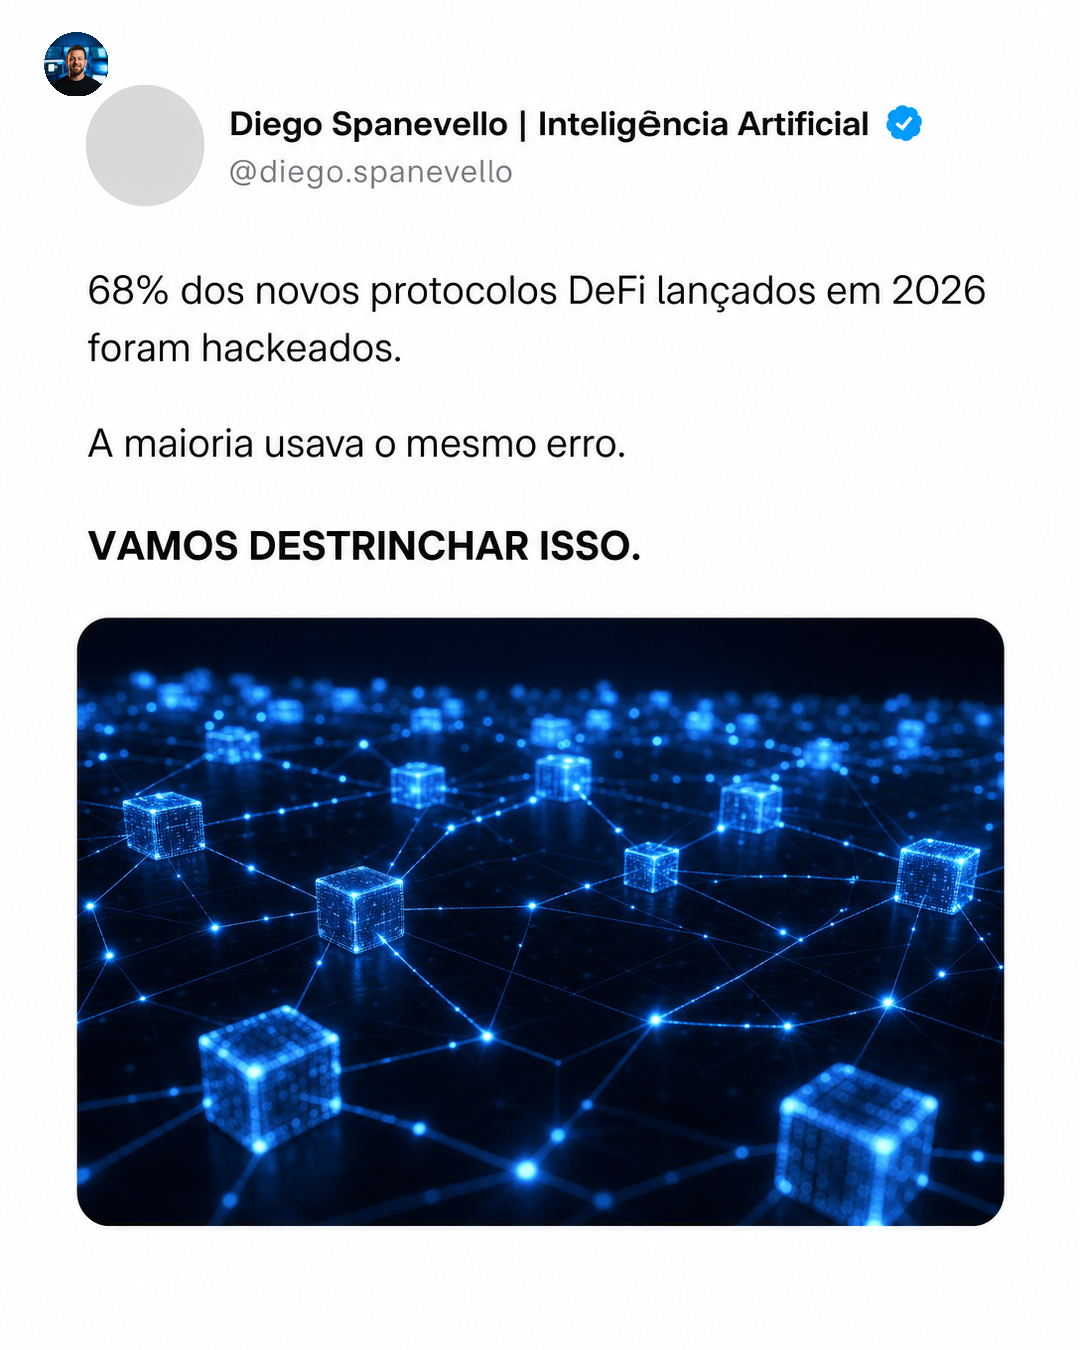 Diego Spanevello | Inteligência Artificial
@diego.spanevello
68% dos novos protocolos DeFi lançados em 2026
foram hackeados.
A maioria usava o mesmo erro.
VAMOS DESTRINCHAR ISSO.